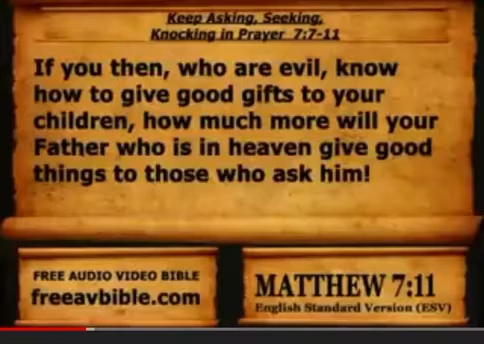 Keep Asking, Seeking,
Knocking in Prayer 7:7-11
If you then, who are evil, know
how to give good gifts to your
children, how much more will your
Father who is in heaven give good
things to those who ask him!
FREE AUDIO VIDEO BIBLE
freeavbible.com
MATTHEW 7:11
English Standard Version (ESV)